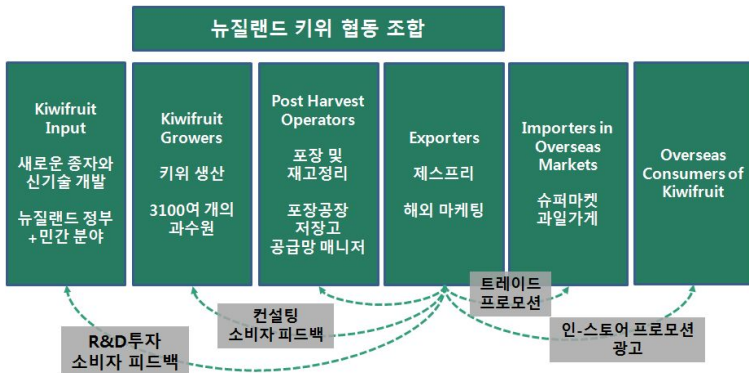 뉴질랜드 키위 협동 조합
Kiwifruit
Input
새로운 종자와
신기술 개발
뉴질랜드 정부
+민간 분야
Kiwifruit
Growers
키위 생산
3100여 개의
과수원
Post Harvest
Operators
포장 및
재고정리
포장공장
저장고
공급망 매니저
Exporters
제스프리
해외 마케팅
Importers in
Overseas
Markets
슈퍼마켓
과일가게
Overseas
Consumers of
Kiwifruit
트레이드
프로모션
컨설팅
소비자 피드백
인-스토어 프로모션
광고
R&D투자
소비자 피드백